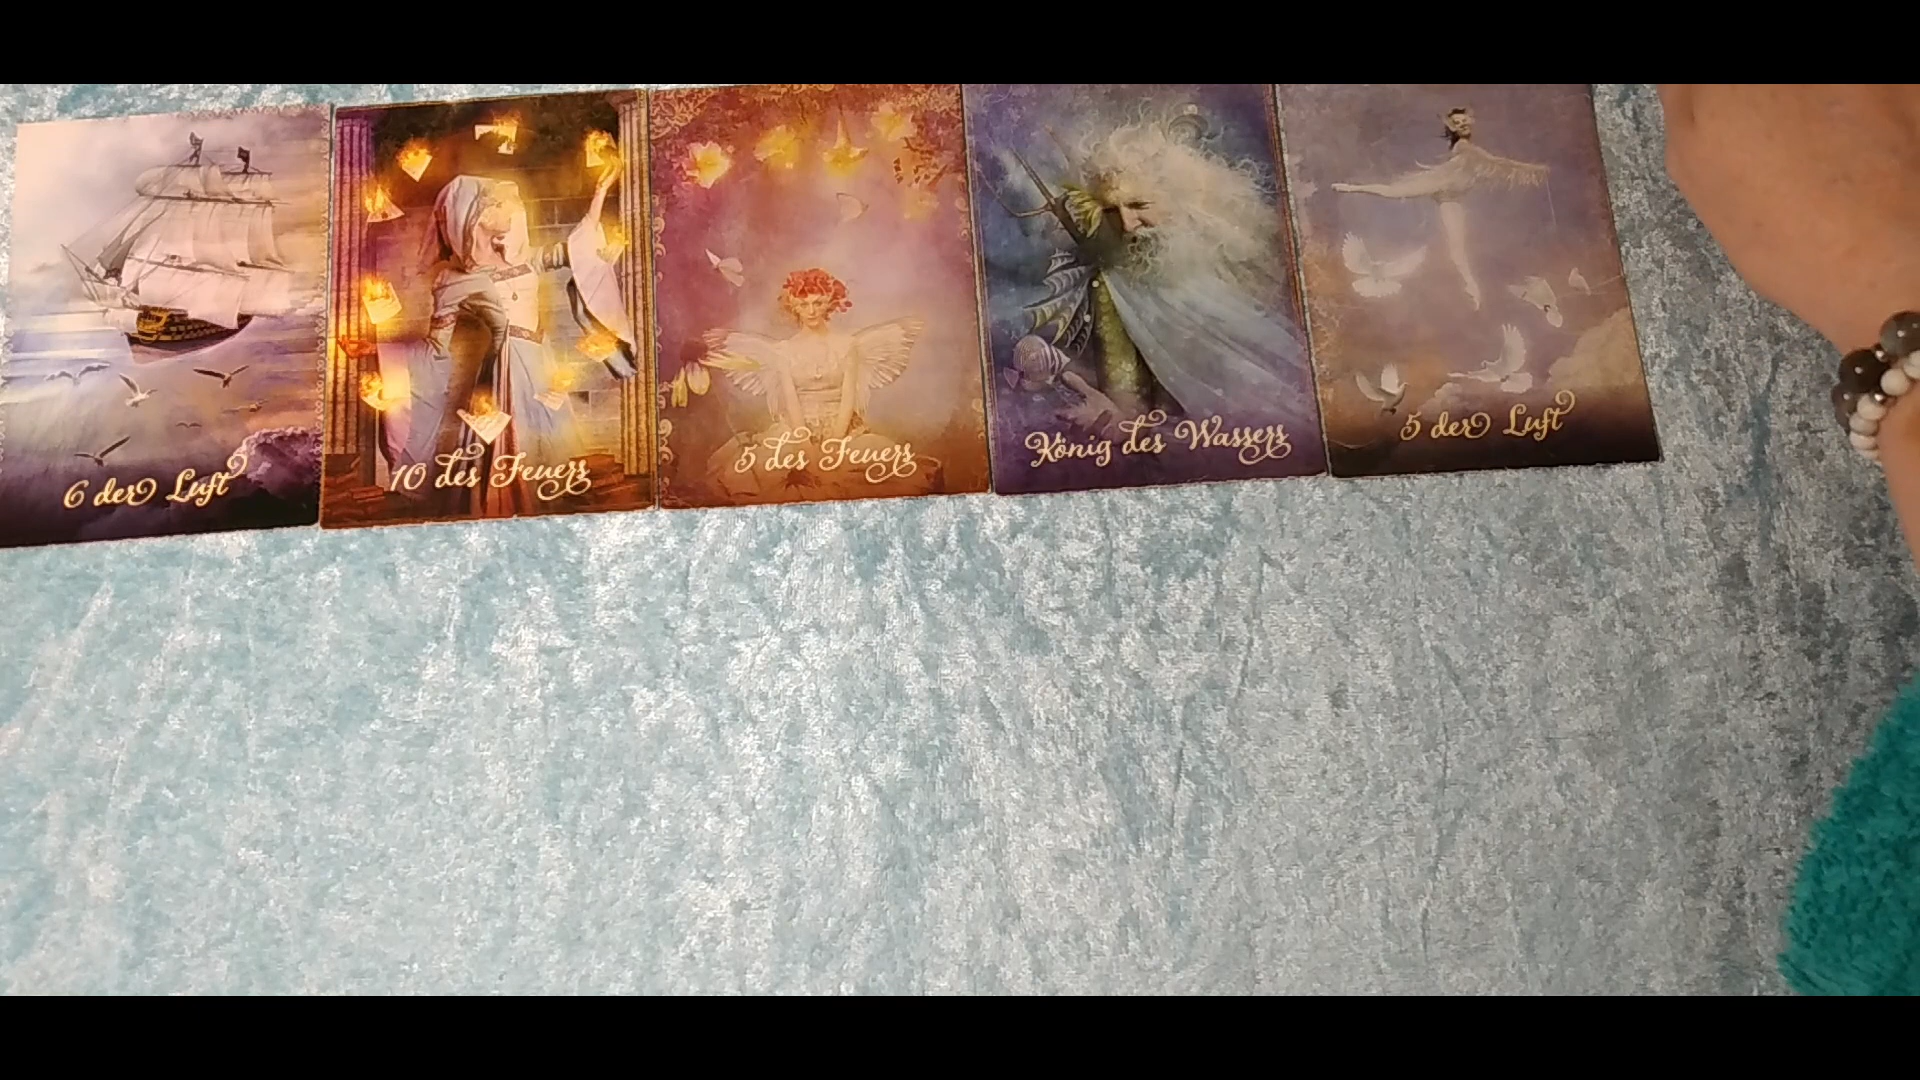 6 der Luft
10 des Feuers
5 des Feuers
König des Wassers
5 der Luft